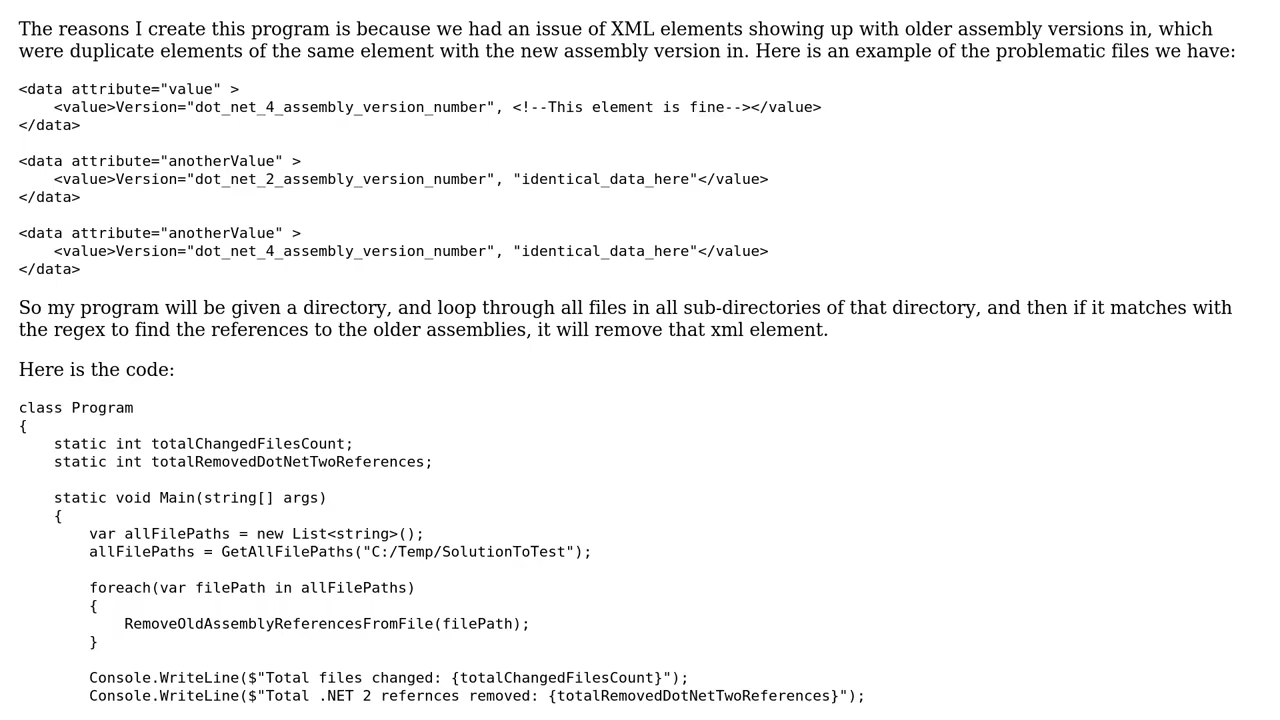 The reasons I create this program is because we had an issue of XML elements showing up with older assembly versions in, which
were duplicate elements of the same element with the new assembly version in. Here is an example of the problematic files we have:
<data attribute="value" >
    <value>Version="dot_net_4_assembly_version_number", <!--This element is fine--></value>
</data>
<data attribute="anotherValue" >
    <value>Version="dot_net_2_assembly_version_number", "identical_data_here"</value>
</data>
<data attribute="anotherValue" >
    <value>Version="dot_net_4_assembly_version_number", "identical_data_here"</value>
</data>
So my program will be given a directory, and loop through all files in all sub-directories of that directory, and then if it matches with
the regex to find the references to the older assemblies, it will remove that xml element.
Here is the code:
class Program
{
    static int totalChangedFilesCount;
    static int totalRemovedDotNetTwoReferences;
    static void Main(string[] args)
    {
        var allFilePaths = new List<string>();
        allFilePaths = GetAllFilePaths("C:/Temp/SolutionToTest");
        foreach(var filePath in allFilePaths)
        {
            RemoveOldAssemblyReferencesFromFile(filePath);
        }
        Console.WriteLine($"Total files changed: {totalChangedFilesCount}");
        Console.WriteLine($"Total .NET 2 refernces removed: {totalRemovedDotNetTwoReferences}");